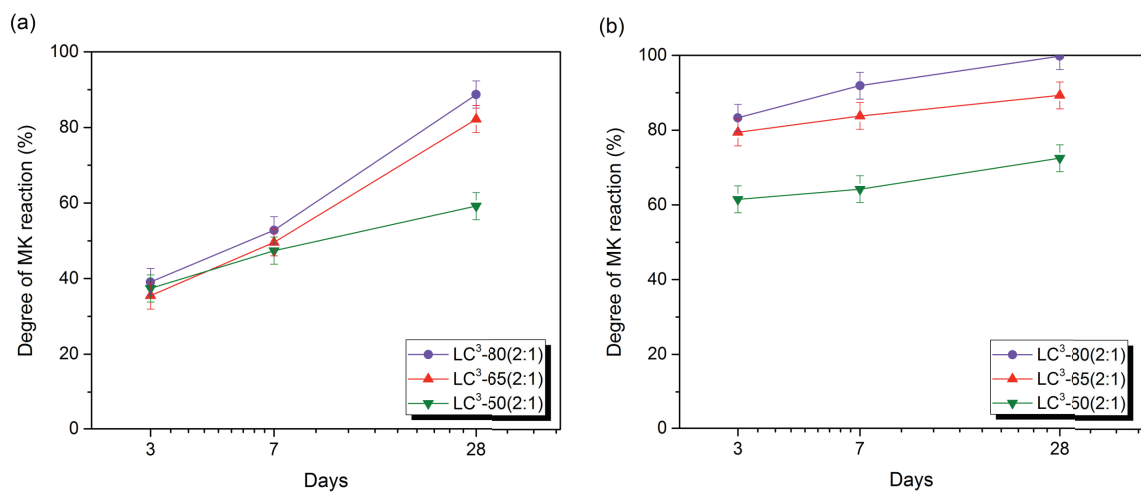 (a)
100
80
60
40
20
0
Degree of MK reaction (%)
3
7
28
Days
LC³-80(2:1)
LC³-65(2:1)
LC³-50(2:1)
(b)
100
80
60
40
20
0
Degree of MK reaction (%)
3
7
28
Days
LC³-80(2:1)
LC³-65(2:1)
LC³-50(2:1)